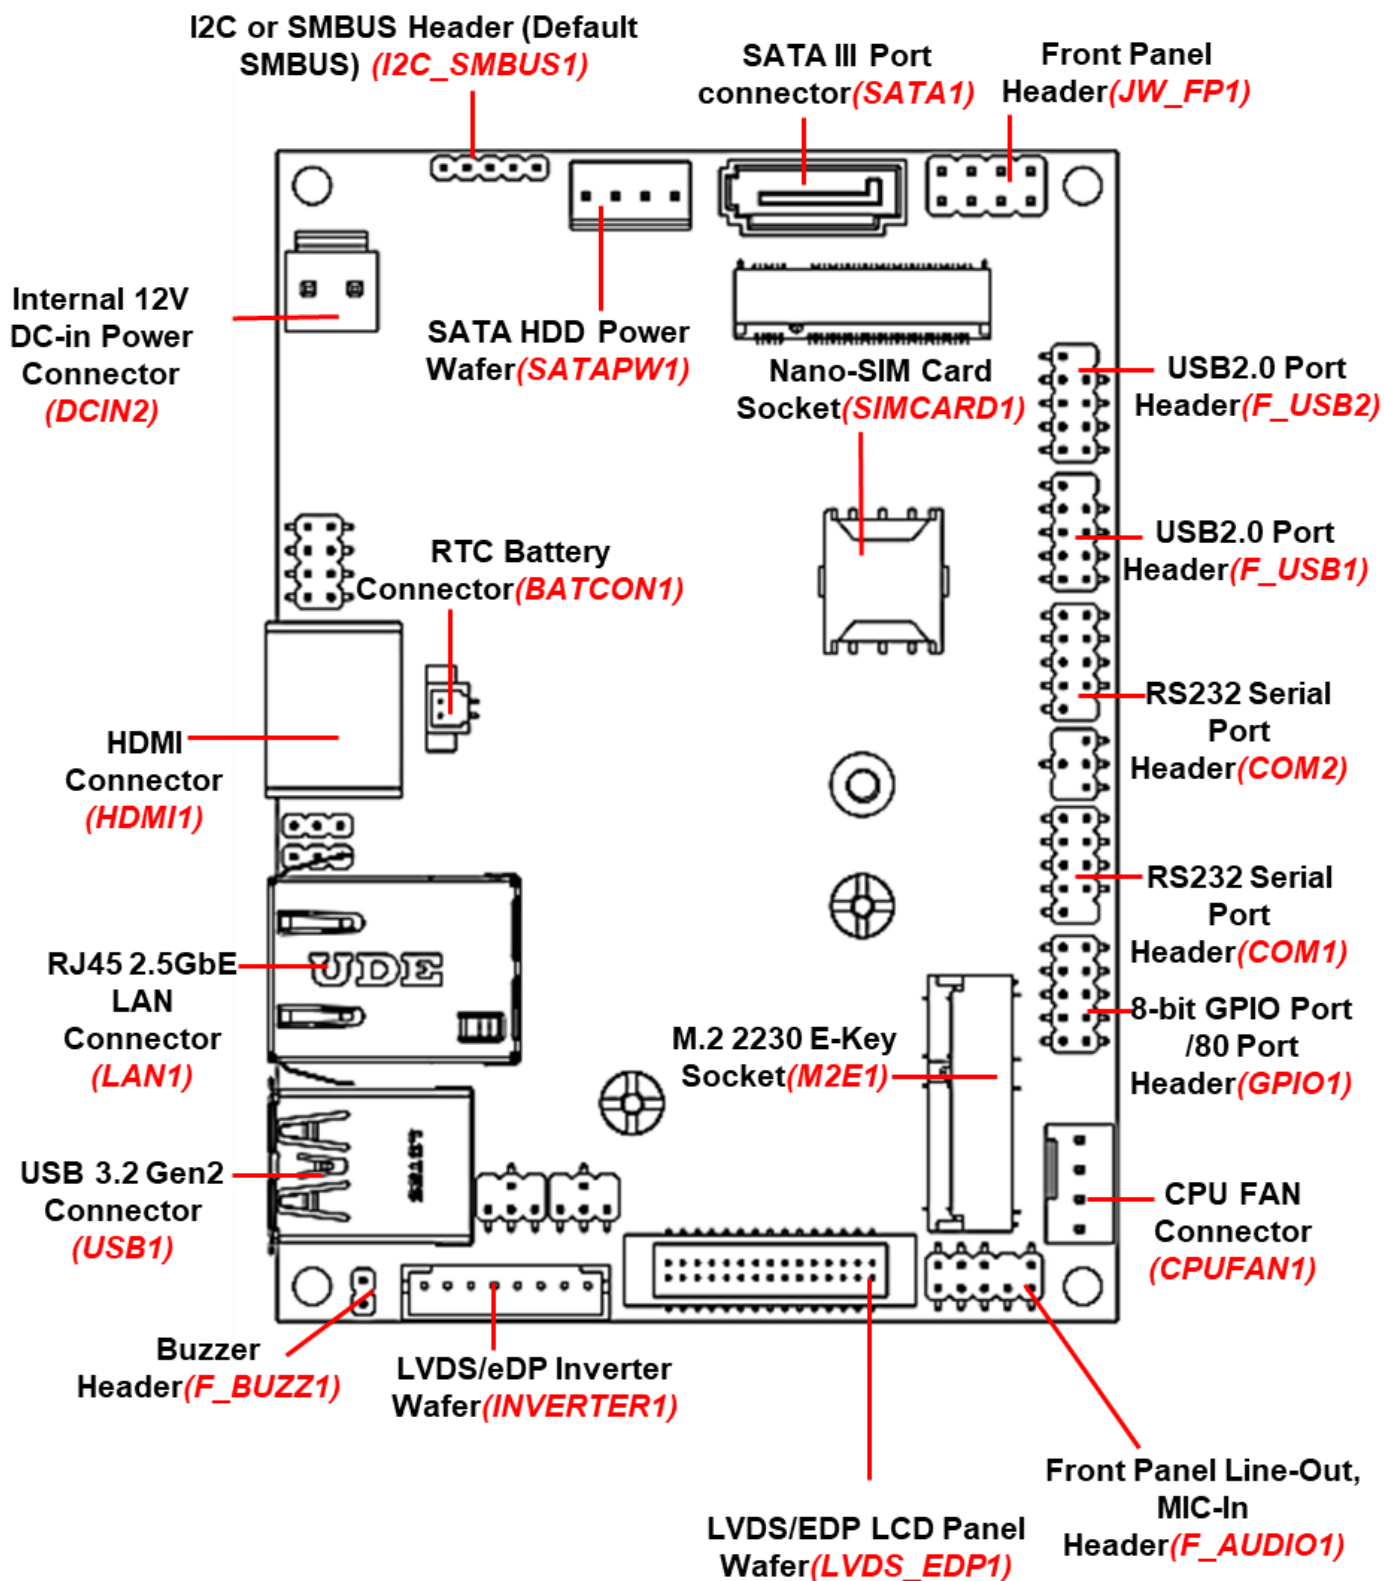 I2C or SMBUS Header (Default
SMBUS) (I2C_SMBUS1)
SATA III Port
connector(SATA1)
Front Panel
Header(JW_FP1)
Internal 12V
DC-in Power
Connector
(DCIN2)
SATA HDD Power
Wafer(SATAPW1)
Nano-SIM Card
Socket(SIMCARD1)
USB2.0 Port
Header(F_USB2)
RTC Battery
Connector(BATCON1)
USB2.0 Port
Header(F_USB1)
HDMI
Connector
(HDMI1)
RS232 Serial
Port
Header(COM2)
RJ45 2.5GbE
LAN
Connector
(LAN1)
UDE
RS232 Serial
Port
Header(COM1)
M.2 2230 E-Key
Socket(M2E1)
8-bit GPIO Port
/80 Port
Header(GPIO1)
USB 3.2 Gen2
Connector
(USB1)
LOTES
CPU FAN
Connector
(CPUFAN1)
Buzzer
Header(F_BUZZ1)
LVDS/eDP Inverter
Wafer(INVERTER1)
LVDS/EDP LCD Panel
Wafer(LVDS_EDP1)
Front Panel Line-Out,
MIC-In
Header(F_AUDIO1)